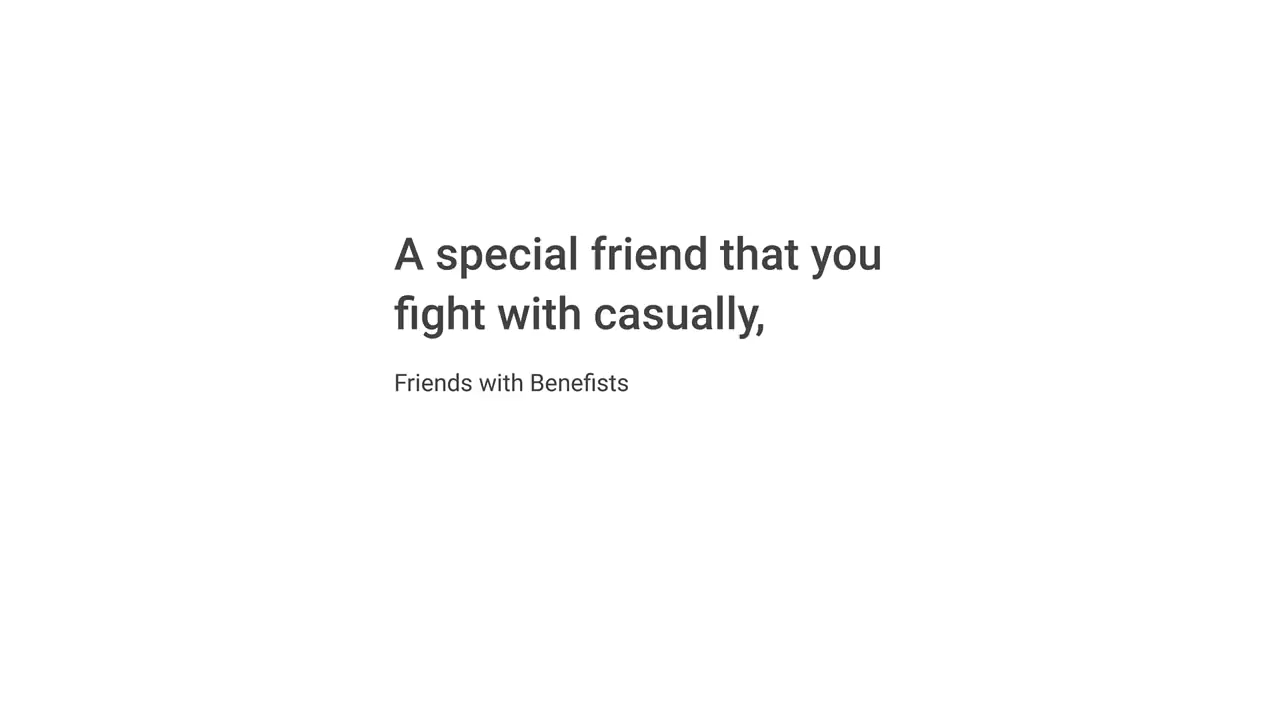 A special friend that you
fight with casually,
Friends with Benefists